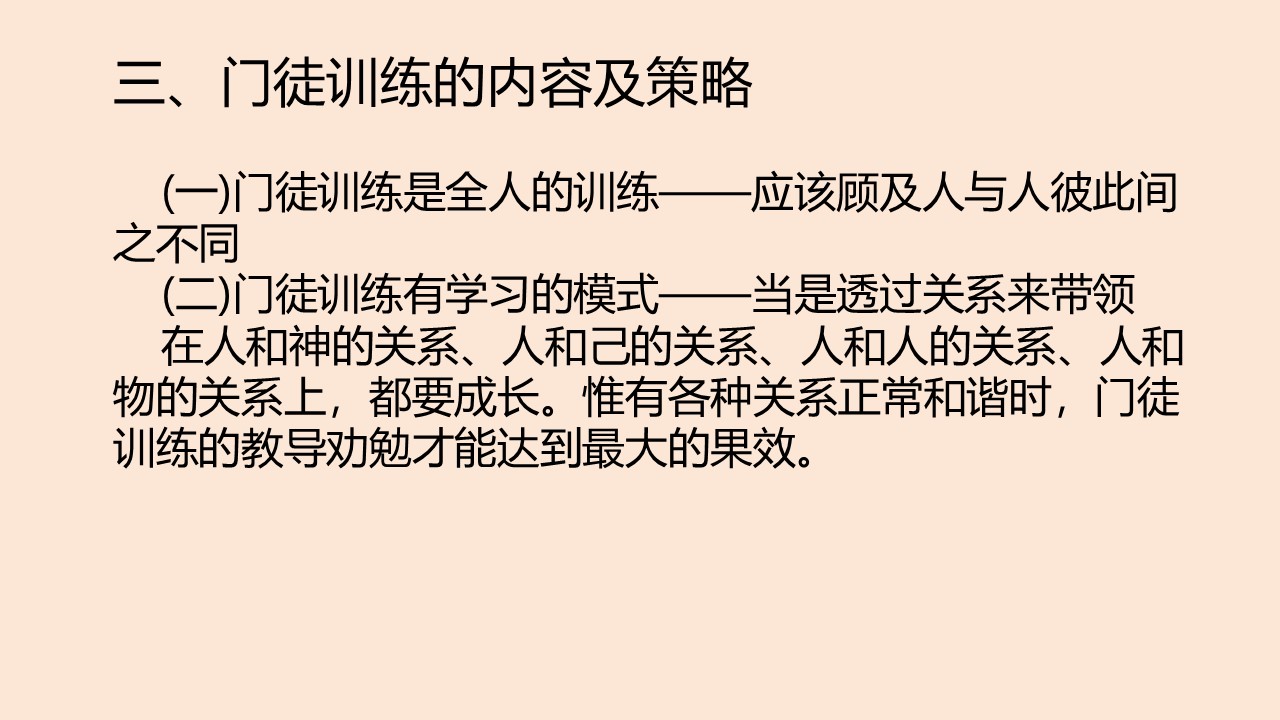 三、门徒训练的内容及策略
(一)门徒训练是全人的训练——应该顾及人与人彼此间
之不同
(二)门徒训练有学习的模式——当是透过关系来带领
在人和神的关系、人和己的关系、人和人的关系、人和
物的关系上，都要成长。惟有各种关系正常和谐时，门徒
训练的教导劝勉才能达到最大的果效。